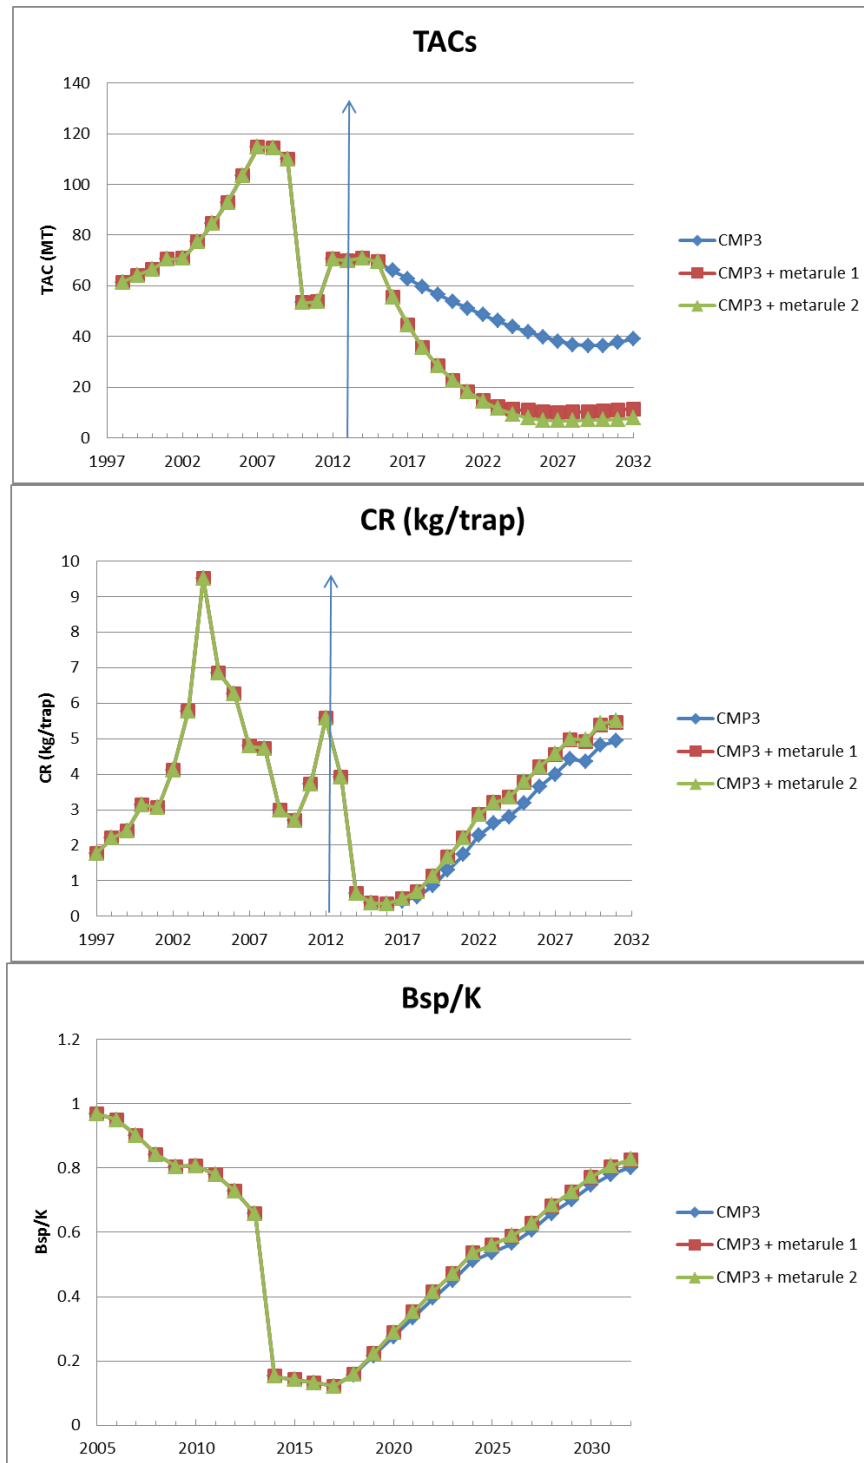 TACs
140
120
100
80
60
40
20
0
TAC (MT)
1997 2002 2007 2012 2017 2022 2027 2032
CMP3
CMP3 + metarule 1
CMP3 + metarule 2
CR (kg/trap)
10
9
8
7
6
5
4
3
2
1
0
CR (kg/trap)
1997 2002 2007 2012 2017 2022 2027 2032
CMP3
CMP3 + metarule 1
CMP3 + metarule 2
Bsp/K
1.2
1
0.8
0.6
0.4
0.2
0
Bsp/K
2005 2010 2015 2020 2025 2030
CMP3
CMP3 + metarule 1
CMP3 + metarule 2